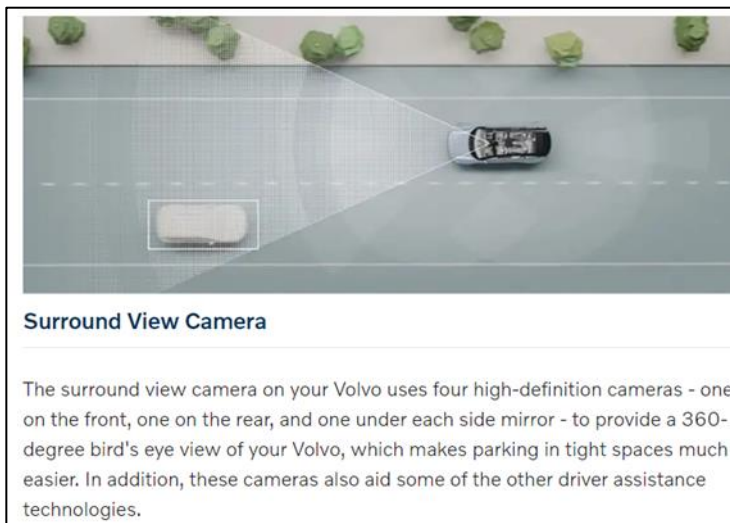 Surround View Camera
The surround view camera on your Volvo uses four high-definition cameras - one
on the front, one on the rear, and one under each side mirror - to provide a 360-
degree bird's eye view of your Volvo, which makes parking in tight spaces much
easier. In addition, these cameras also aid some of the other driver assistance
technologies.